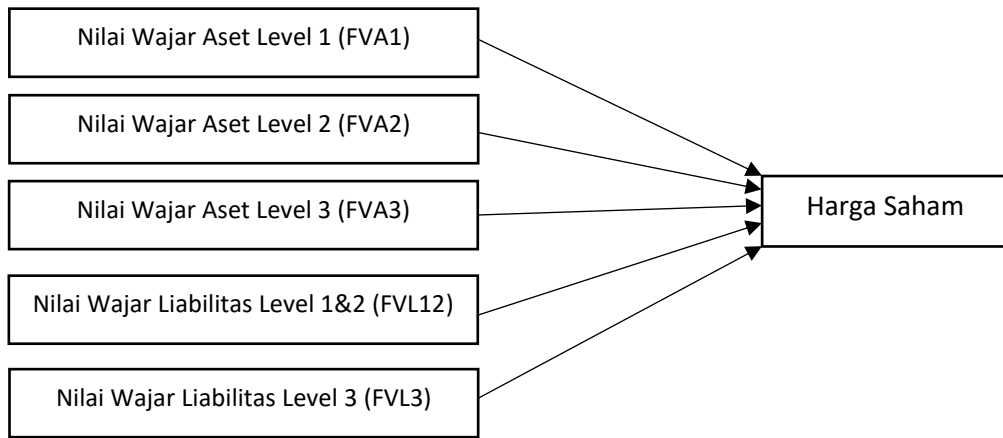 Nilai Wajar Aset Level 1 (FVA1)
Nilai Wajar Aset Level 2 (FVA2)
Nilai Wajar Aset Level 3 (FVA3)
Nilai Wajar Liabilitas Level 1&2 (FVL12)
Nilai Wajar Liabilitas Level 3 (FVL3)
Harga Saham